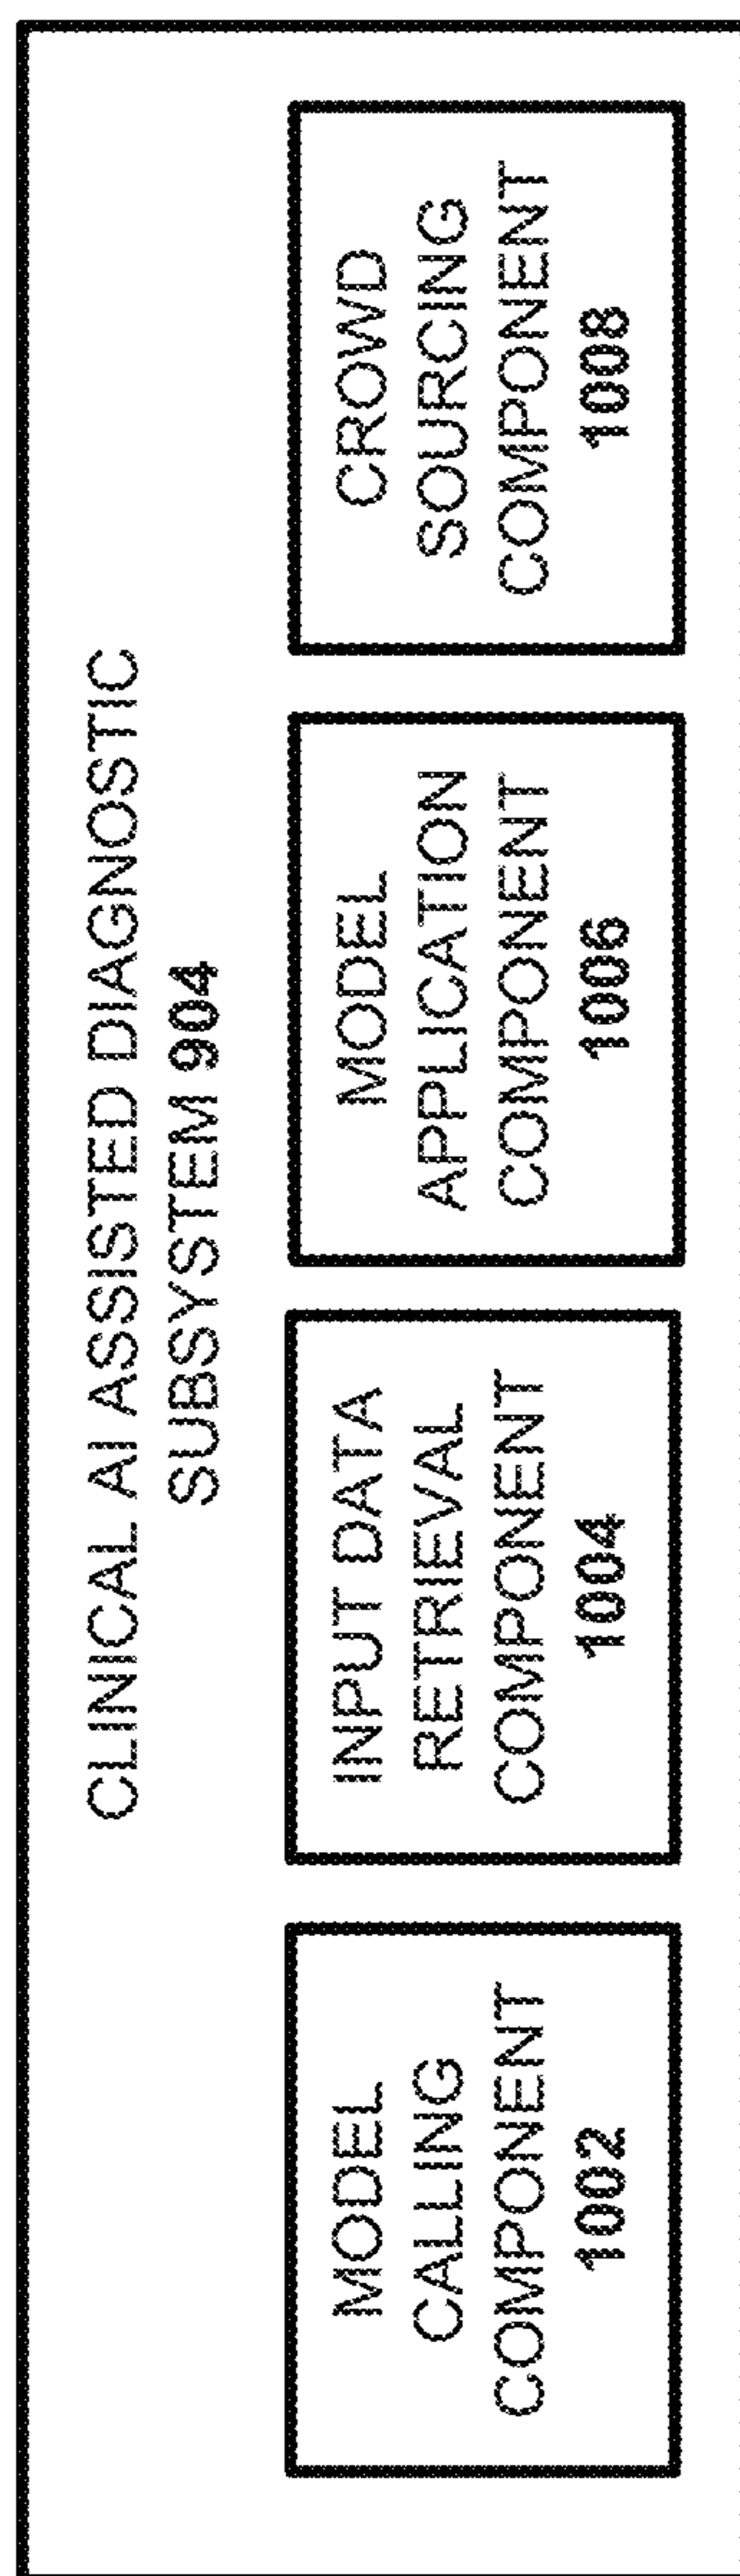 CLINICAL AI ASSISTED DIAGNOSTIC
SUBSYSTEM 904
MODEL
CALLING
COMPONENT
1002
INPUT DATA
RETRIEVAL
COMPONENT
1004
MODEL
APPLICATION
COMPONENT
1006
CROWD
SOURCING
COMPONENT
1008